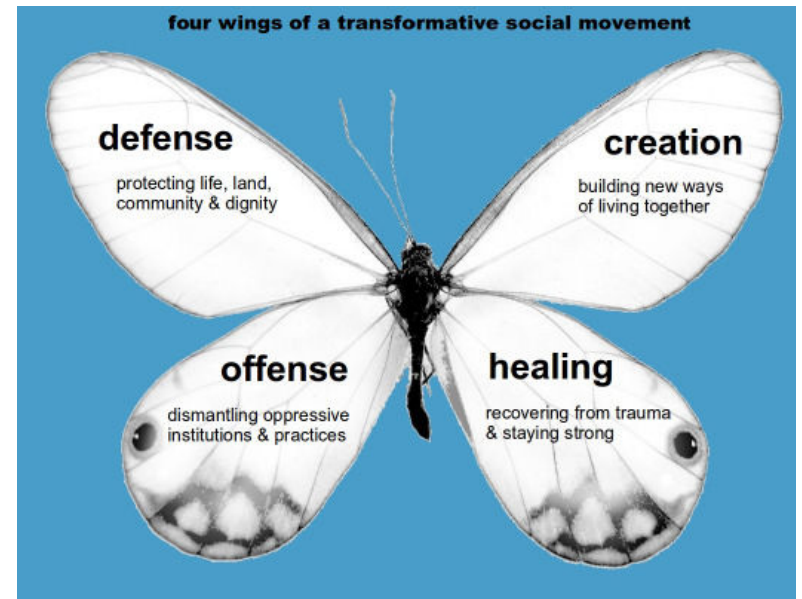 four wings of a transformative social movement
defense
protecting life, land,
community & dignity
creation
building new ways
of living together
offense
dismantling oppressive
institutions & practices
healing
recovering from trauma
& staying strong